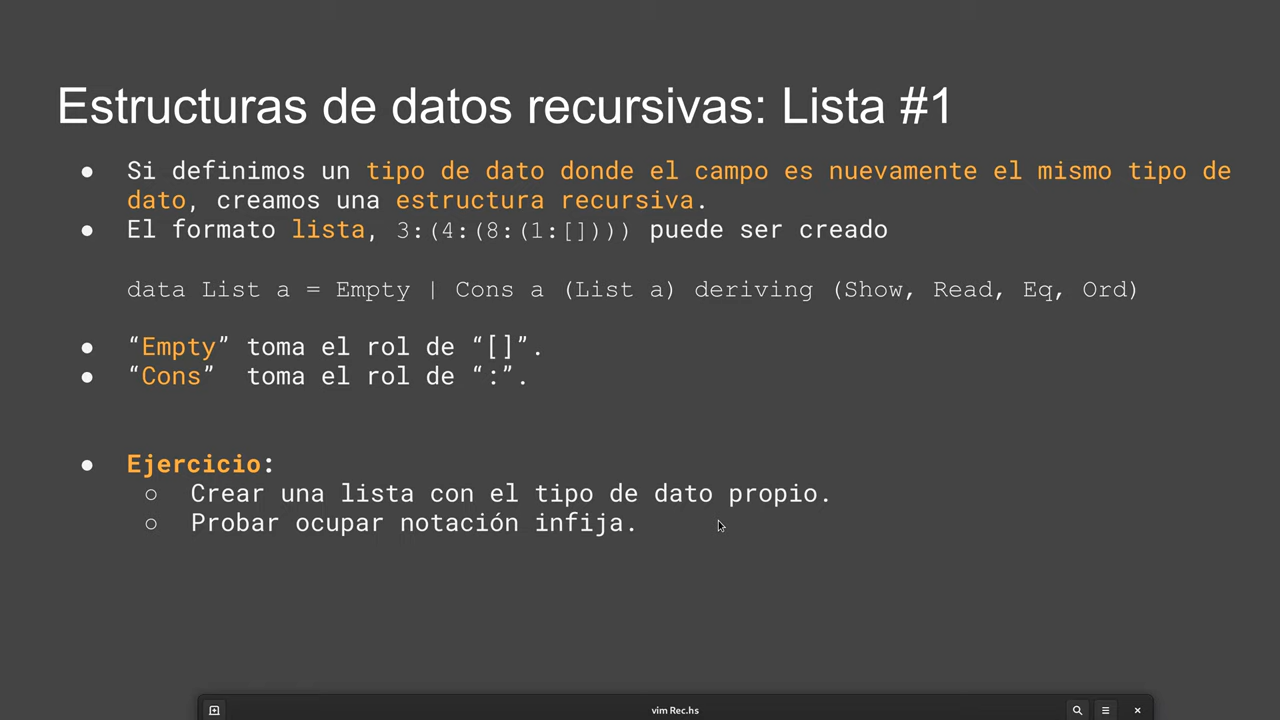 Estructuras de datos recursivas: Lista #1
● Si definimos un tipo de dato donde el campo es nuevamente el mismo tipo de
dato, creamos una estructura recursiva.
● El formato lista, 3:(4:(8:(1:[]))) puede ser creado
data List a = Empty | Cons a (List a) deriving (Show, Read, Eq, Ord)
● “Empty” toma el rol de “[]”.
● “Cons”  toma el rol de “:”.
● Ejercicio:
○ Crear una lista con el tipo de dato propio.
○ Probar ocupar notación infija.
vim Rec.hs